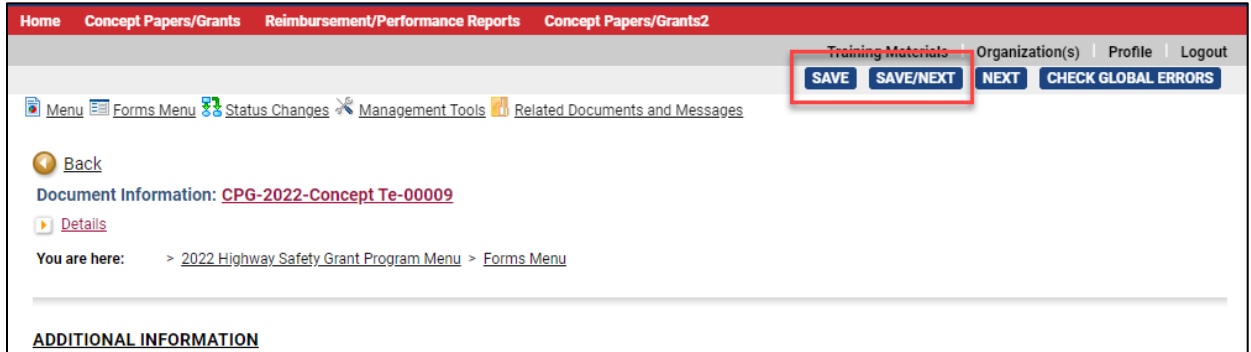 Home Concept Papers/Grants Reimbursement/Performance Reports Concept Papers/Grants2
Training Materials Organization(s) Profile Logout
SAVE SAVE/NEXT NEXT CHECK GLOBAL ERRORS
Menu Forms Menu Status Changes Management Tools Related Documents and Messages
Back
Document Information: CPG-2022-Concept Te-00009
Details
You are here: > 2022 Highway Safety Grant Program Menu > Forms Menu
ADDITIONAL INFORMATION